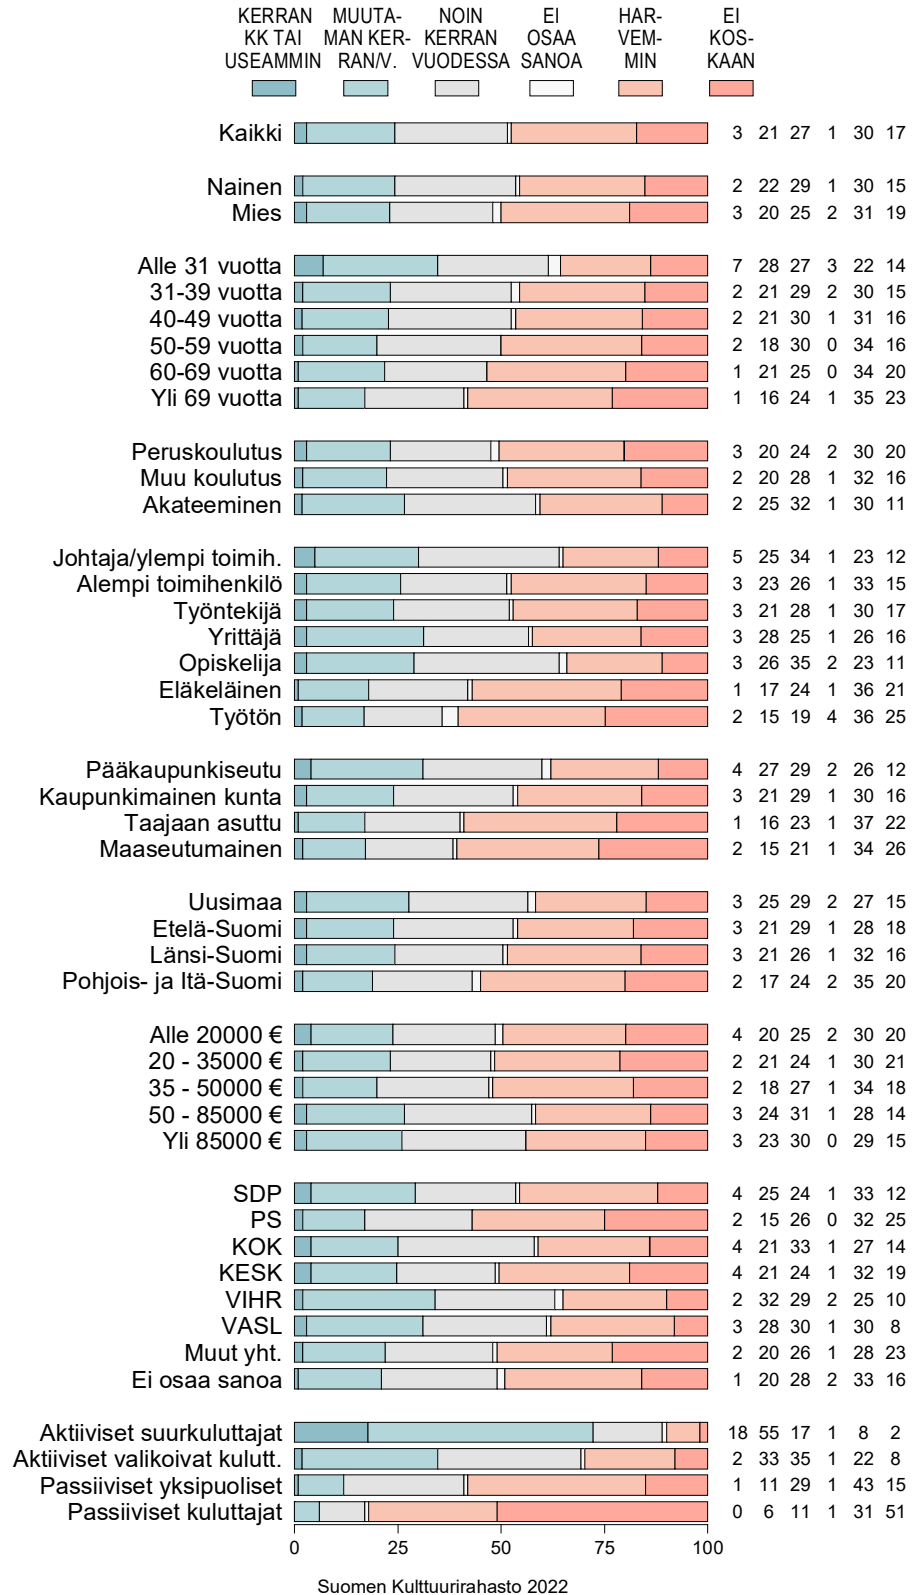 KERRAN MUUTA- NOIN EI HAR- EI
KK TAI MAN KER- KERRAN OSAA VEM- KOS-
USEAMMIN RAN/V. VUODESSA SANOA MIN KAAN
Kaikki 3 21 27 1 30 17
Nainen 2 22 29 1 30 15
Mies 3 20 25 2 31 19
Alle 31 vuotta 7 28 27 3 22 14
31-39 vuotta 2 21 29 2 30 15
40-49 vuotta 2 21 30 1 31 16
50-59 vuotta 2 18 30 0 34 16
60-69 vuotta 1 21 25 0 34 20
Yli 69 vuotta 1 16 24 1 35 23
Peruskoulutus 3 20 24 2 30 20
Muu koulutus 2 20 28 1 32 16
Akateeminen 2 25 32 1 30 11
Johtaja/ylempi toimih. 5 25 34 1 23 12
Alempi toimihenkilö 3 23 26 1 33 15
Työntekijä 3 21 28 1 30 17
Yrittäjä 3 28 25 1 26 16
Opiskelija 3 26 35 2 23 11
Eläkeläinen 1 17 24 1 36 21
Työtön 2 15 19 4 36 25
Pääkaupunkiseutu 4 27 29 2 26 12
Kaupunkimainen kunta 3 21 29 1 30 16
Taajaan asuttu 1 16 23 1 37 22
Maaseutumainen 2 15 21 1 34 26
Uusimaa 3 25 29 2 27 15
Etelä-Suomi 3 21 29 1 28 18
Länsi-Suomi 3 21 26 1 32 16
Pohjois- ja Itä-Suomi 2 17 24 2 35 20
Alle 20000 € 4 20 25 2 30 20
20 - 35000 € 2 21 24 1 30 21
35 - 50000 € 2 18 27 1 34 18
50 - 85000 € 3 24 31 1 28 14
Yli 85000 € 3 23 30 0 29 15
SDP 4 25 24 1 33 12
PS 2 15 26 0 32 25
KOK 4 21 33 1 27 14
KESK 4 21 24 1 32 19
VIHR 2 32 29 2 25 10
VASL 3 28 30 1 30 8
Muut yht. 2 20 26 1 28 23
Ei osaa sanoa 1 20 28 2 33 16
Aktiiviset suurkuluttajat 18 55 17 1 8 2
Aktiiviset valikoivat kulutt. 2 33 35 1 22 8
Passiiviset yksipuoliset 1 11 29 1 43 15
Passiiviset kuluttajat 0 6 11 1 31 51
0 25 50 75 100
Suomen Kulttuurirahasto 2022